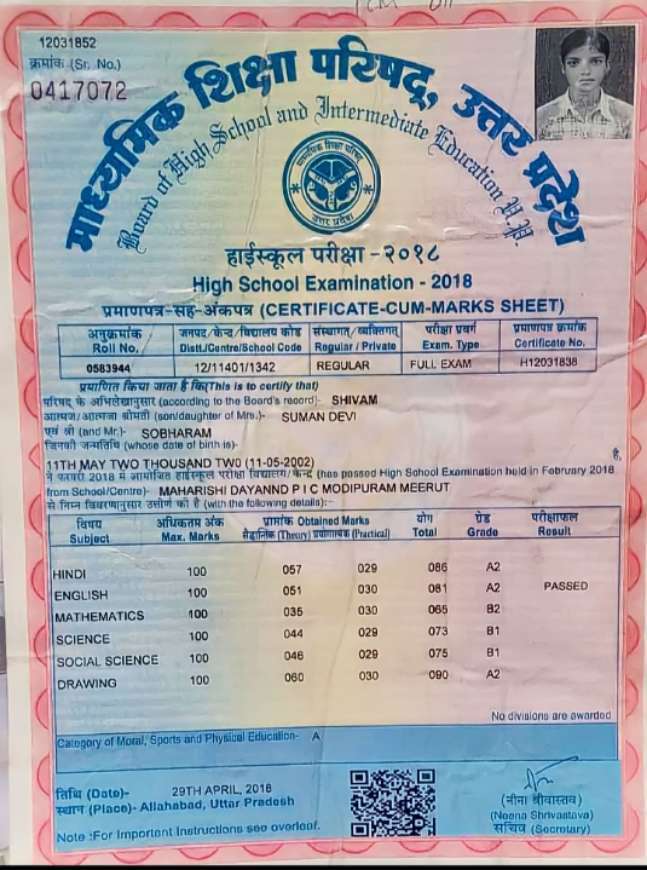 12031852
क्रमांक (Sr. No.)
0417072
माध्यमिक शिक्षा परिषद्, उत्तर प्रदेश
Board of High School and Intermediate Education U.P.
माध्यमिक शिक्षा परिषद
उत्तर प्रदेश
हाईस्कूल परीक्षा - २०१८
High School Examination - 2018
प्रमाणपत्र-सह-अंकपत्र (CERTIFICATE-CUM-MARKS SHEET)
अनुक्रमांक जनपद/केन्द्र/विद्यालय कोड संस्थागत/व्यक्तिगत परीक्षा प्रवर्ग प्रमाणपत्र क्रमांक
Roll No. Distt./Centre/School Code Regular / Private Exam. Type Certificate No.
0583944 12/11401/1342 REGULAR FULL EXAM H12031838
प्रमाणित किया जाता है कि(This is to certify that)
परिषद् के अभिलेखानुसार (according to the Board's record)- SHIVAM
आत्मज/आत्मजा श्रीमती (son/daughter of Mrs.)- SUMAN DEVI
एवं श्री (and Mr.)- SOBHARAM
जिनकी जन्मतिथि (whose date of birth is)-
11TH MAY TWO THOUSAND TWO (11-05-2002) है,
ने फरवरी 2018 में आयोजित हाईस्कूल परीक्षा विद्यालय/केन्द्र (has passed High School Examination held in February 2018
from School/Centre)- MAHARISHI DAYANND P I C MODIPURAM MEERUT
से निम्न विवरणानुसार उत्तीर्ण की है (with the following details):-
विषय अधिकतम अंक प्राप्तांक Obtained Marks योग ग्रेड परीक्षाफल
Subject Max. Marks सैद्धान्तिक (Theory) प्रयोगात्मक (Practical) Total Grade Result
HINDI 100 057 029 086 A2
ENGLISH 100 051 030 081 A2 PASSED
MATHEMATICS 100 035 030 065 B2
SCIENCE 100 044 029 073 B1
SOCIAL SCIENCE 100 046 029 075 B1
DRAWING 100 060 030 090 A2
No divisions are awarded
Category of Moral, Sports and Physical Education- A
तिथि (Date)- 29TH APRIL, 2018
स्थान (Place)- Allahabad, Uttar Pradesh
(नीना श्रीवास्तव)
(Neena Shrivastava)
सचिव (Secretary)
Note :For Important Instructions see overleaf.